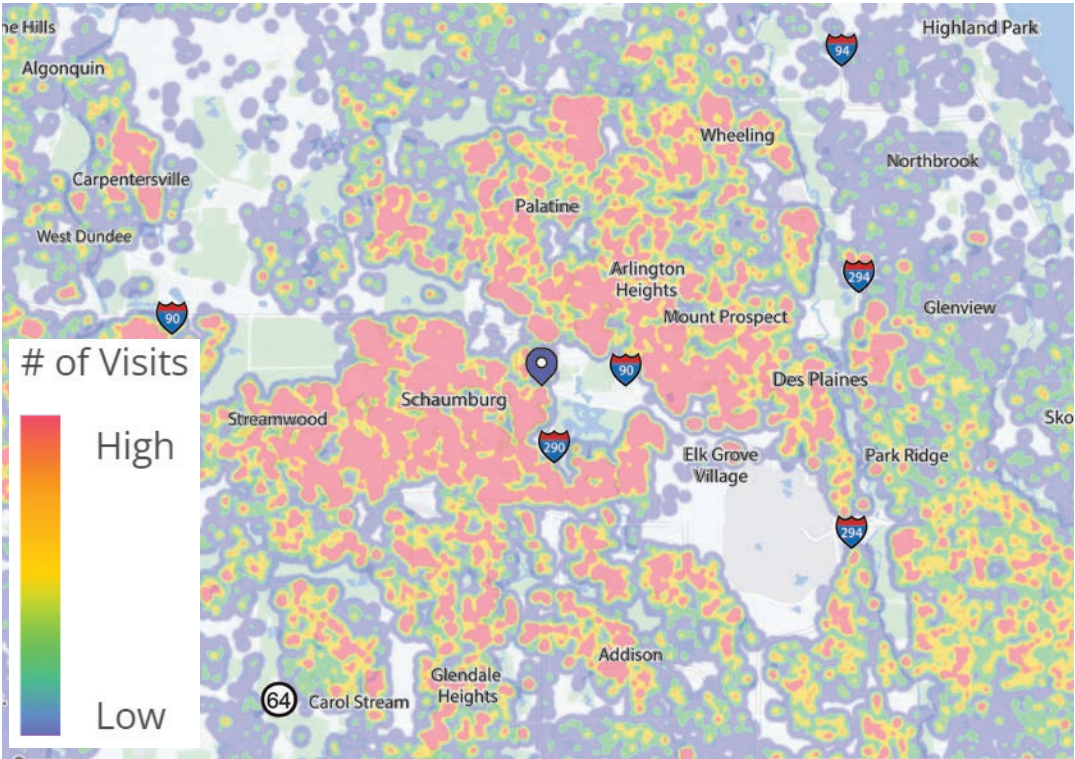 ne Hills
Highland Park
94
Algonquin
Wheeling
Northbrook
Carpentersville
Palatine
West Dundee
Arlington
Heights
294
Glenview
90
Mount Prospect
# of Visits
90
Des Plaines
Schaumburg
Streamwood
Sko
High
290
Elk Grove
Village
Park Ridge
294
Addison
Glendale
Heights
64
Carol Stream
Low